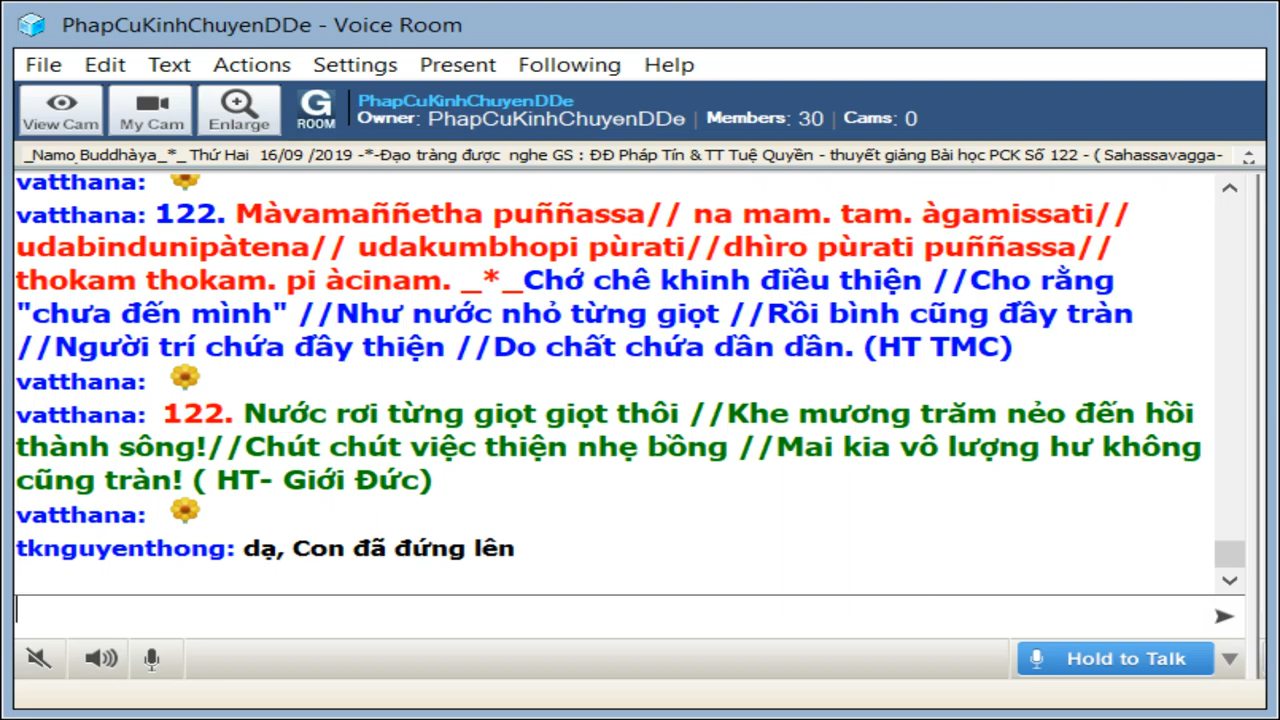 PhapCuKinhChuyenDDe - Voice Room
File Edit Text Actions Settings Present Following Help
View Cam My Cam Enlarge G ROOM PhapCuKinhChuyenDDe
Owner: PhapCuKinhChuyenDDe | Members: 30 | Cams: 0
_Namo Buddhàya_*_ Thứ Hai 16/09 /2019 -*-Đạo tràng được nghe GS : ĐĐ Pháp Tín & TT Tuệ Quyền - thuyết giảng Bài học PCK Số 122 - ( Sahassavagga-
vatthana:
vatthana: 122. Màvamaññetha puññassa// na mam. tam. àgamissati//
udabindunipàtena// udakumbhopi pùrati//dhìro pùrati puññassa//
thokam thokam. pi àcinam. _*_Chớ chê khinh điều thiện //Cho rằng
"chưa đến mình" //Như nước nhỏ từng giọt //Rồi bình cũng đầy tràn
//Người trí chứa đầy thiện //Do chất chứa dần dần. (HT TMC)
vatthana:
vatthana: 122. Nước rơi từng giọt giọt thôi //Khe mương trăm nẻo đến hồi
thành sông!//Chút chút việc thiện nhẹ bồng //Mai kia vô lượng hư không
cũng tràn! ( HT- Giới Đức)
vatthana:
tknguyenthong: dạ, Con đã đứng lên
Hold to Talk